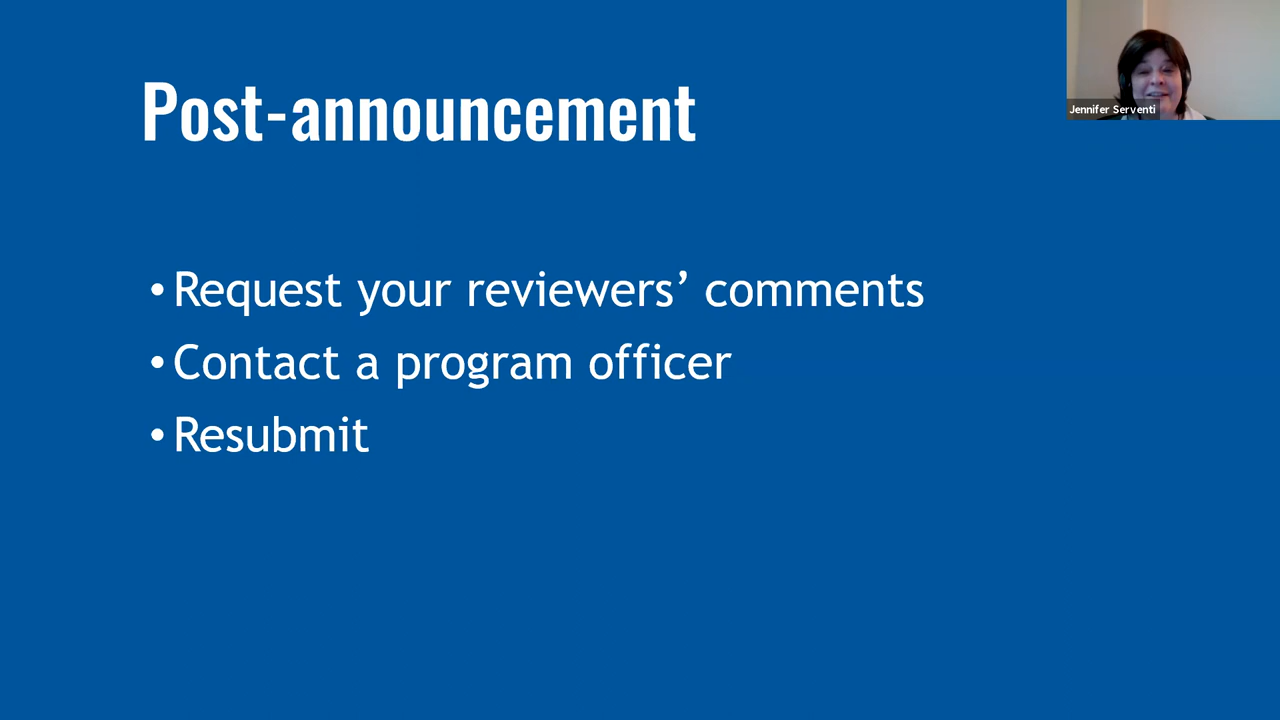 Post-announcement
Jennifer Serventi
• Request your reviewers’ comments
• Contact a program officer
• Resubmit